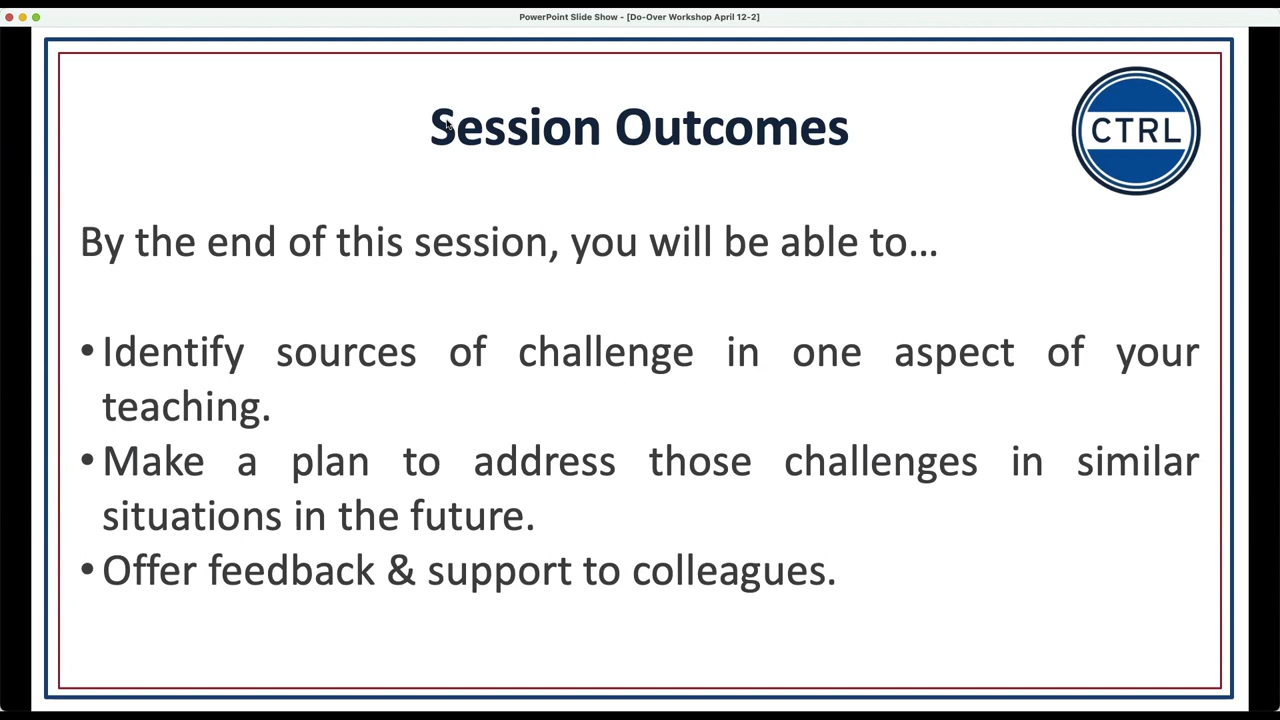 PowerPoint Slide Show - [Do-Over Workshop April 12-2]
Session Outcomes
CTRL
By the end of this session, you will be able to...
•Identify sources of challenge in one aspect of your
teaching.
•Make a plan to address those challenges in similar
situations in the future.
•Offer feedback & support to colleagues.